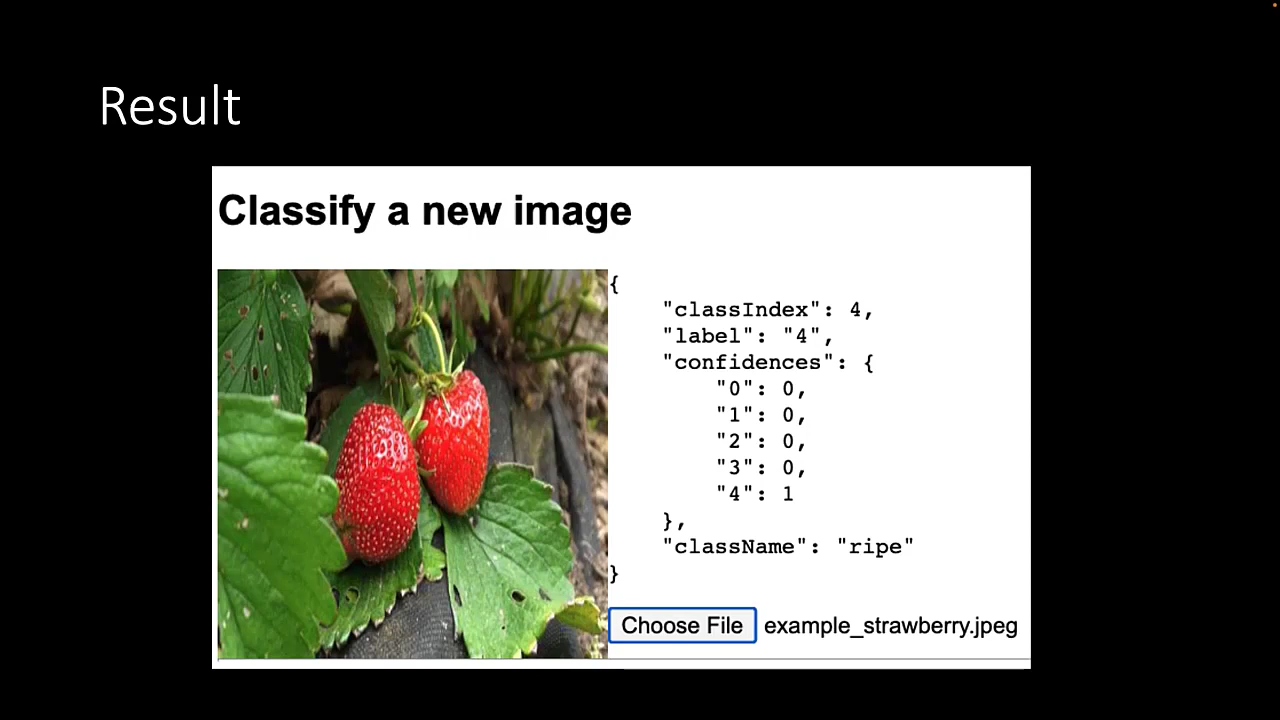 Result
Classify a new image
{
    "classIndex": 4,
    "label": "4",
    "confidences": {
        "0": 0,
        "1": 0,
        "2": 0,
        "3": 0,
        "4": 1
    },
    "className": "ripe"
}
Choose File example_strawberry.jpeg